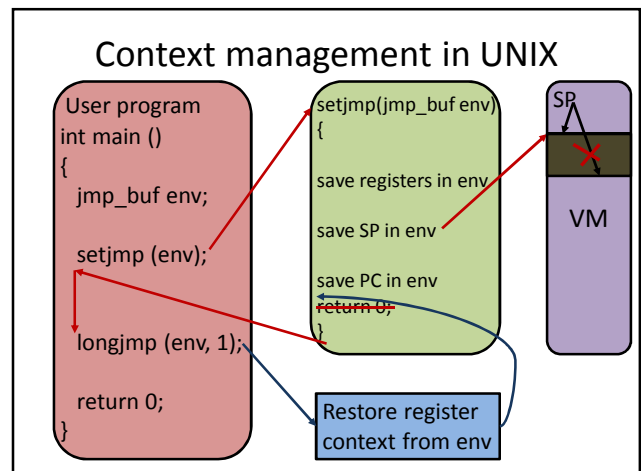 Context management in UNIX
User program
int main ()
{
jmp_buf env;
setjmp (env);
longjmp (env, 1);
return 0;
}
setjmp(jmp_buf env)
{
save registers in env
save SP in env
save PC in env
return 0;
}
Restore register
context from env
SP
VM